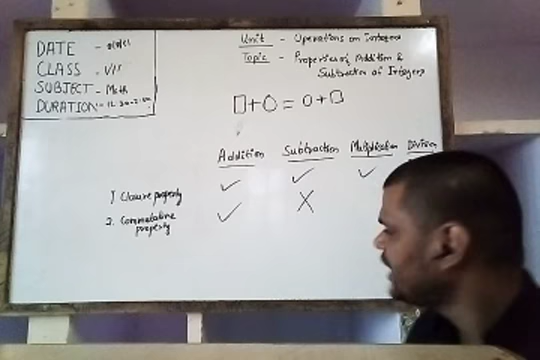 DATE -
CLASS - VII
SUBJECT - Math
DURATION -
Unit - Operations on Integers
Topic - Properties of Addition &
Subtraction of Integers
□+○=○+□
Addition Subtraction Multiplication Division
1 Closure property ✓ ✓ ✓
2. Commutative ✓ X
property